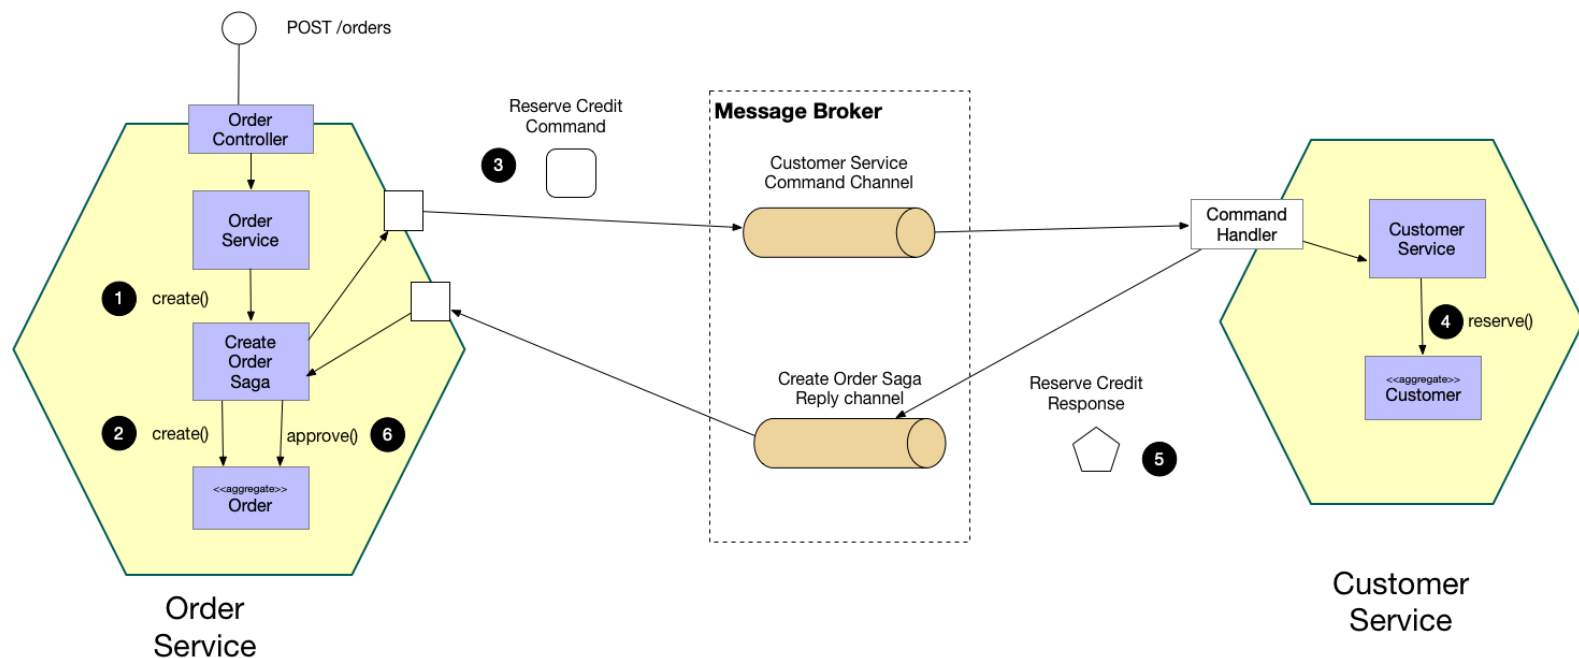 POST /orders
Order
Controller
Order
Service
1
create()
Create
Order
Saga
2
create()
approve()
6
<<aggregate>>
Order
Order
Service
Reserve Credit
Command
3
Message Broker
Customer Service
Command Channel
Create Order Saga
Reply channel
Reserve Credit
Response
5
Command
Handler
Customer
Service
4
reserve()
<<aggregate>>
Customer
Customer
Service